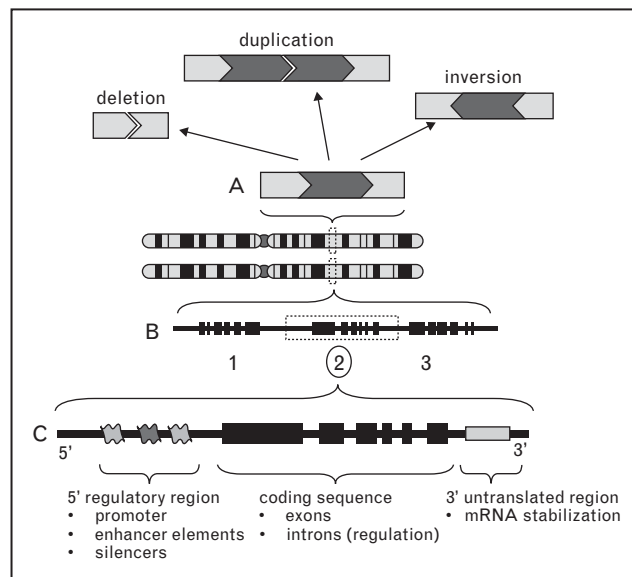 duplication
inversion
deletion
A
B
1 2 3
C
5' 3'
5' regulatory region
• promoter
• enhancer elements
• silencers
coding sequence
• exons
• introns (regulation)
3' untranslated region
• mRNA stabilization